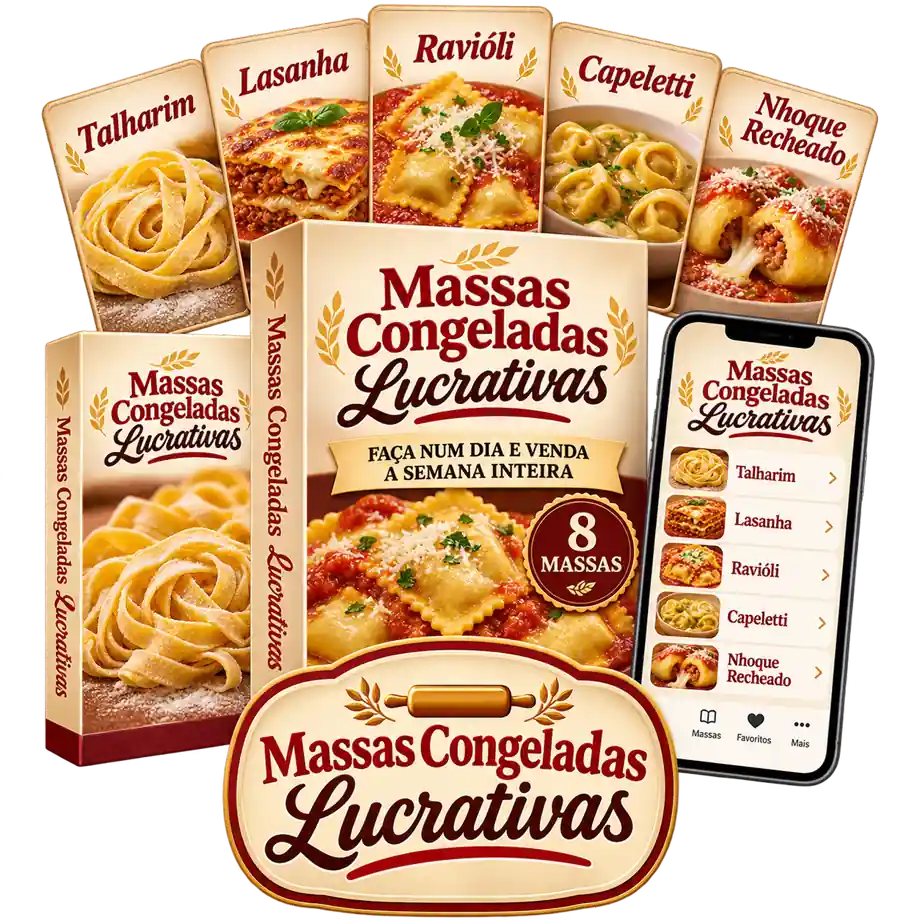 Talharim
Lasanha
Ravióli
Capeletti
Nhoque
Recheado
Massas Congeladas Lucrativas
Massas
Congeladas
Lucrativas
Massas Congeladas Lucrativas
Massas
Congeladas
Lucrativas
FAÇA NUM DIA E VENDA
A SEMANA INTEIRA
8
MASSAS
Massas
Congeladas
Lucrativas
Talharim
Lasanha
Ravióli
Capeletti
Nhoque
Recheado
Massas
Favoritos
Mais
Massas Congeladas
Lucrativas